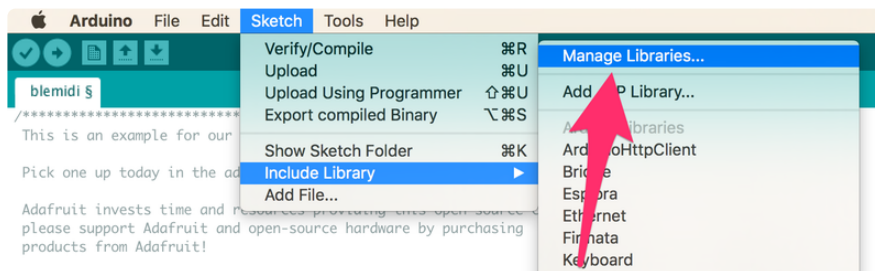 Arduino File Edit Sketch Tools Help
blemidi §
/**************************
This is an example for our
Pick one up today in the ad
Adafruit invests time and resources providing this open source
please support Adafruit and open-source hardware by purchasing
products from Adafruit!
Verify/Compile ⌘R
Upload ⌘U
Upload Using Programmer ⇧⌘U
Export compiled Binary ⌥⌘S
Show Sketch Folder ⌘K
Include Library ▶
Add File...
Manage Libraries...
Add Library...
Libraries
ArduinoHttpClient
Bridge
Esplora
Ethernet
Firmata
Keyboard